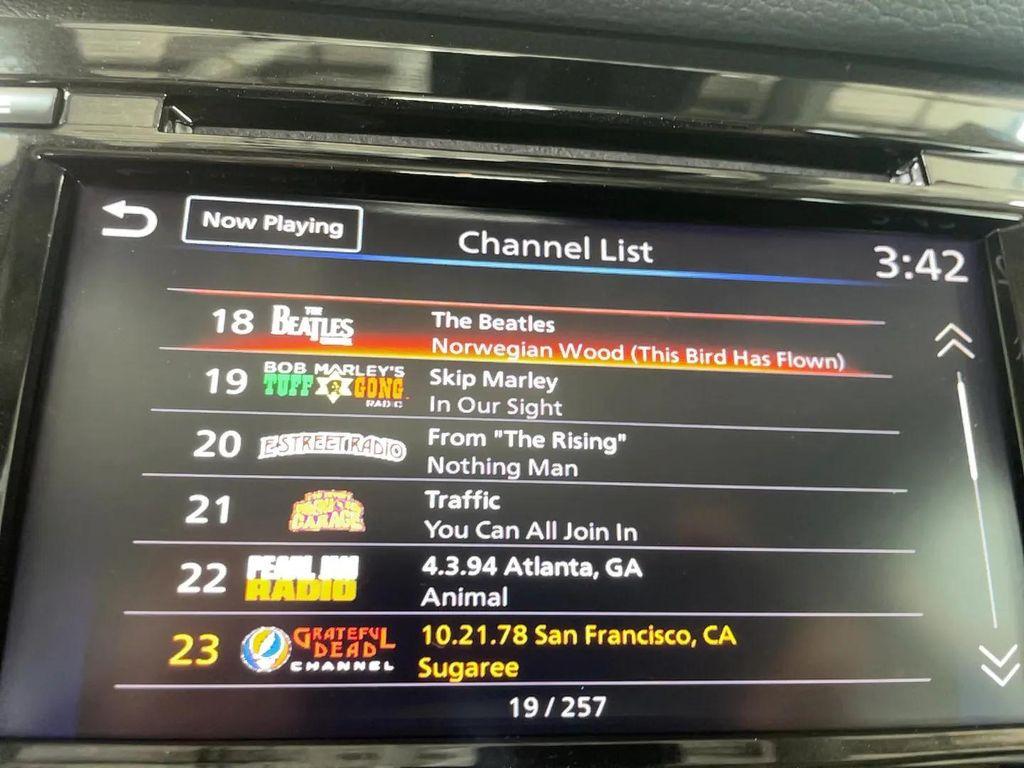 Now Playing
Channel List
3:42
18 THE BEATLES The Beatles
Norwegian Wood (This Bird Has Flown)
19 BOB MARLEY'S TUFF GONG RADIO Skip Marley
In Our Sight
20 E STREET RADIO From "The Rising"
Nothing Man
21 GARAGE Traffic
You Can All Join In
22 PEARL JAM RADIO 4.3.94 Atlanta, GA
Animal
23 GRATEFUL DEAD CHANNEL 10.21.78 San Francisco, CA
Sugaree
19 / 257